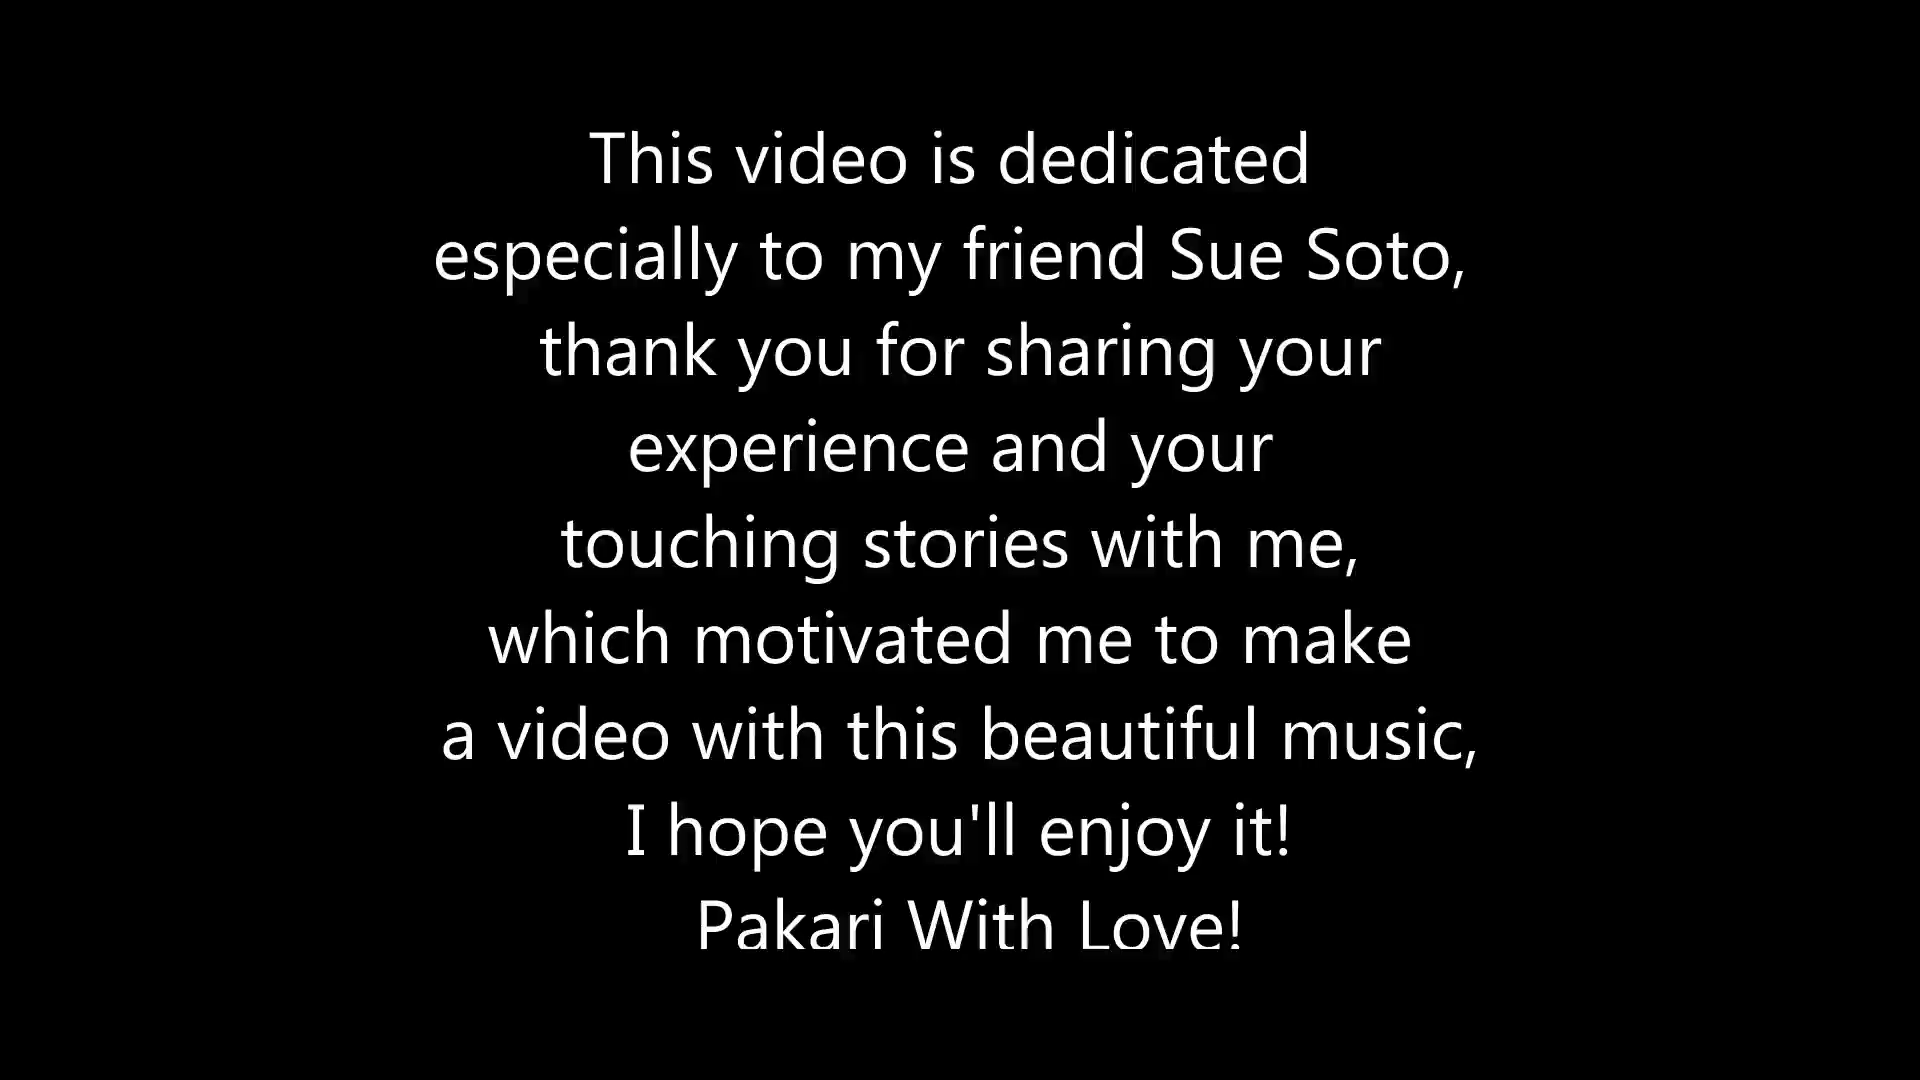 This video is dedicated
especially to my friend Sue Soto,
thank you for sharing your
experience and your
touching stories with me,
which motivated me to make
a video with this beautiful music,
I hope you'll enjoy it!
Pakari With Love!